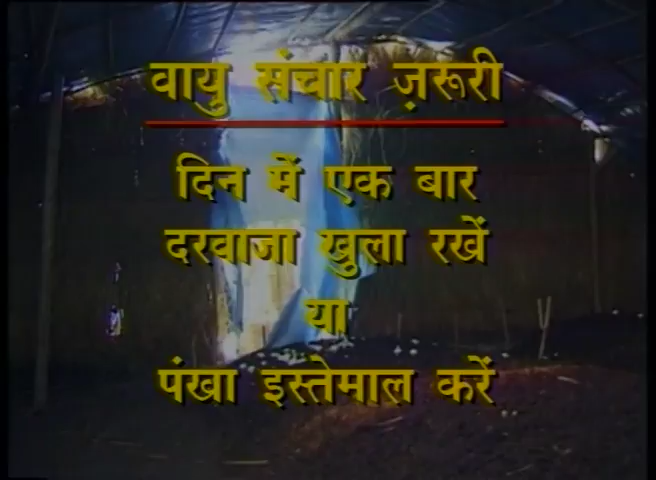 वायु संचार ज़रूरी
दिन में एक बार
दरवाजा खुला रखें
या
पंखा इस्तेमाल करें